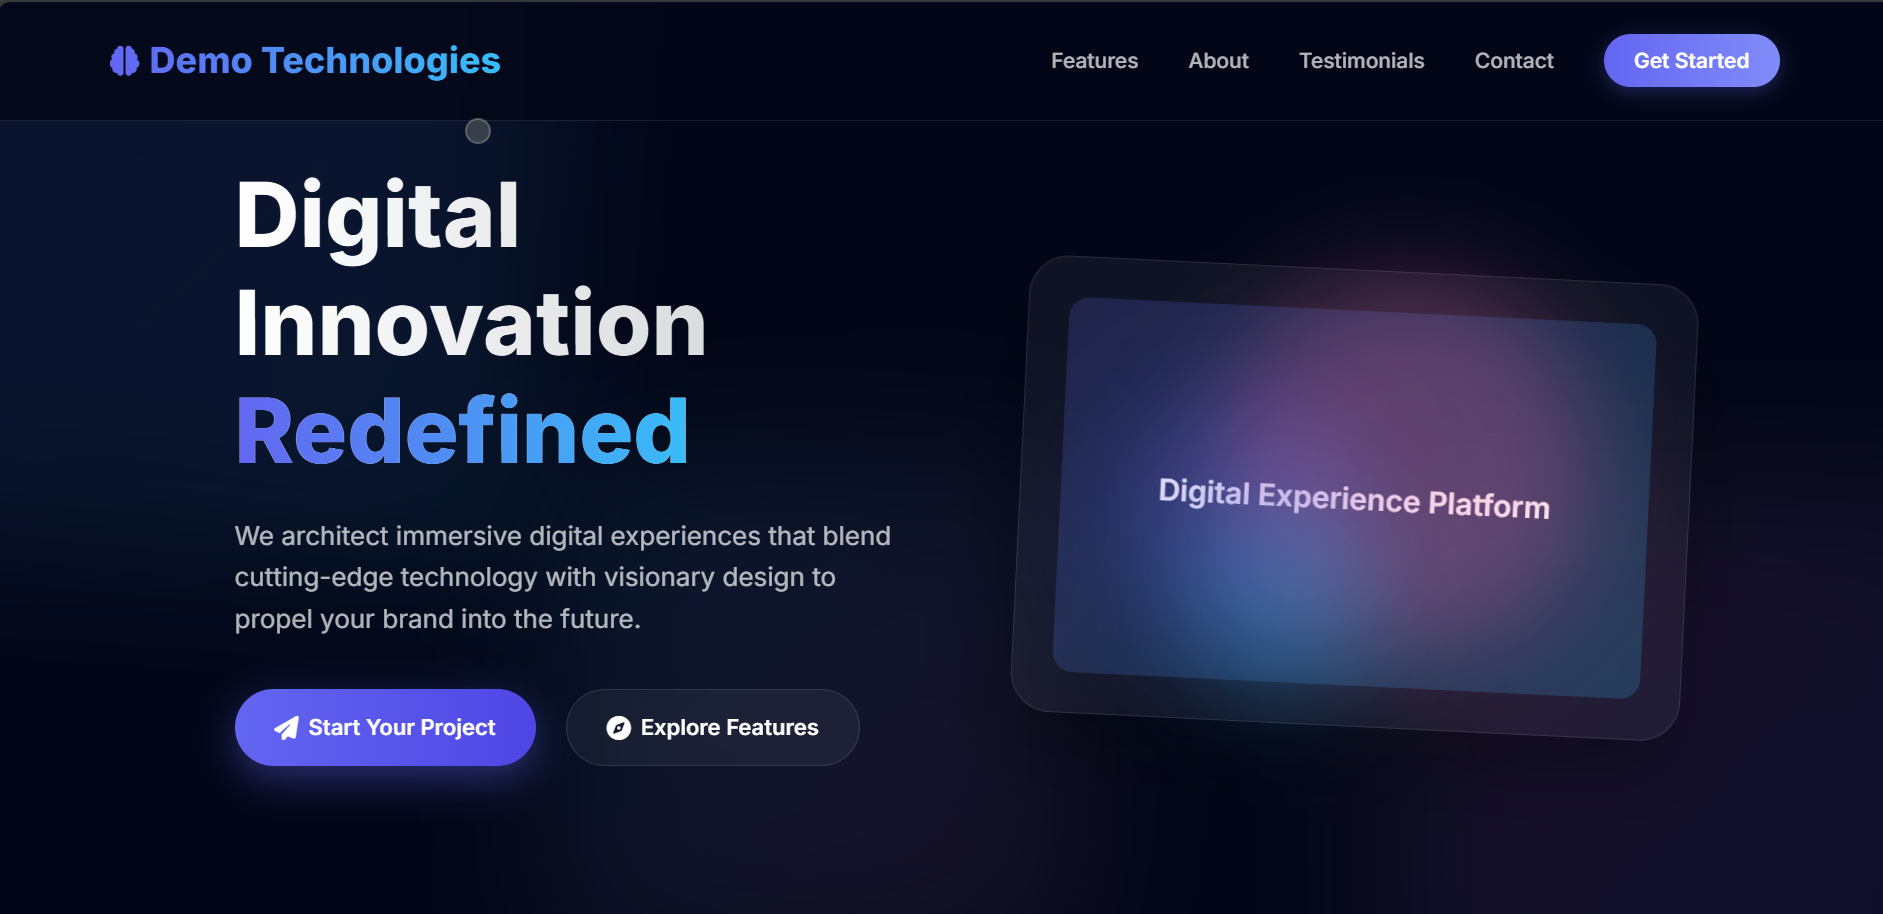 Demo Technologies
Features
About
Testimonials
Contact
Get Started
Digital
Innovation
Redefined
We architect immersive digital experiences that blend
cutting-edge technology with visionary design to
propel your brand into the future.
Start Your Project
Explore Features
Digital Experience Platform